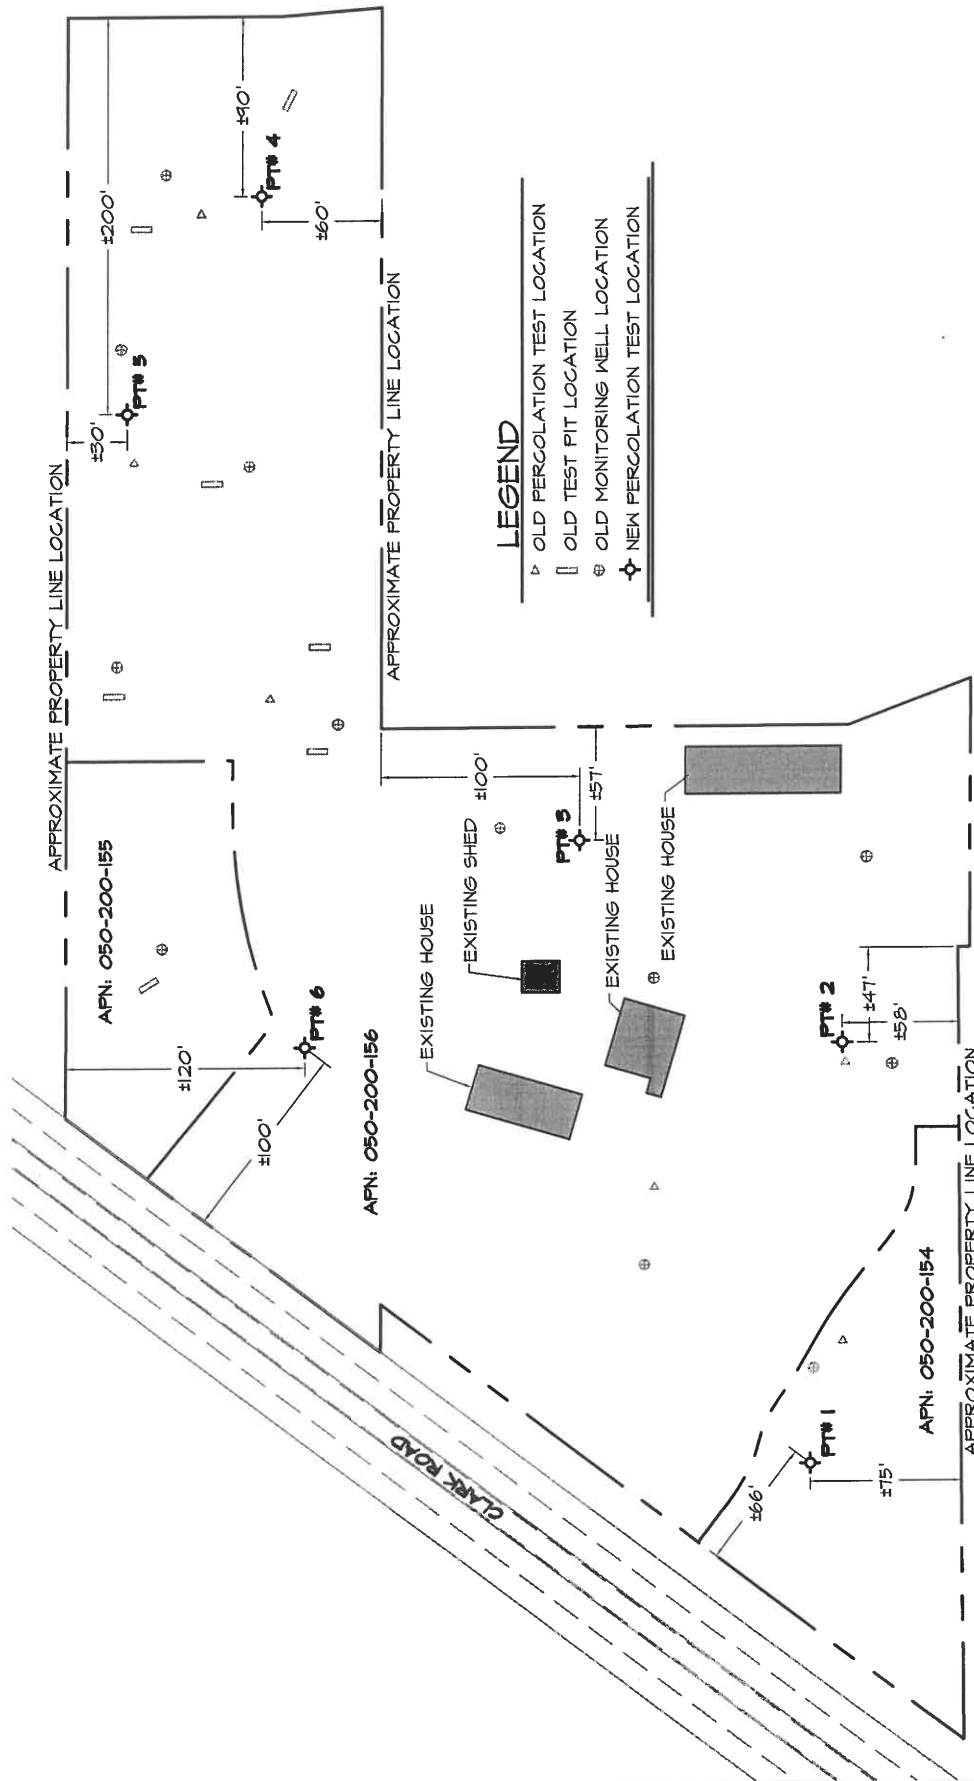 APPROXIMATE PROPERTY LINE LOCATION
±200'
±90'
PT# 4
±60'
±30'
PT# 5
APPROXIMATE PROPERTY LINE LOCATION
LEGEND
OLD PERCOLATION TEST LOCATION
OLD TEST PIT LOCATION
OLD MONITORING WELL LOCATION
NEW PERCOLATION TEST LOCATION
APN: 050-200-155
±120'
PT# 6
±100'
APN: 050-200-156
±100'
±57'
PT# 3
EXISTING HOUSE
EXISTING SHED
EXISTING HOUSE
EXISTING HOUSE
PT# 2
±47'
±58'
CLARK ROAD
PT# 1
±66'
±75'
APN: 050-200-154
APPROXIMATE PROPERTY LINE LOCATION